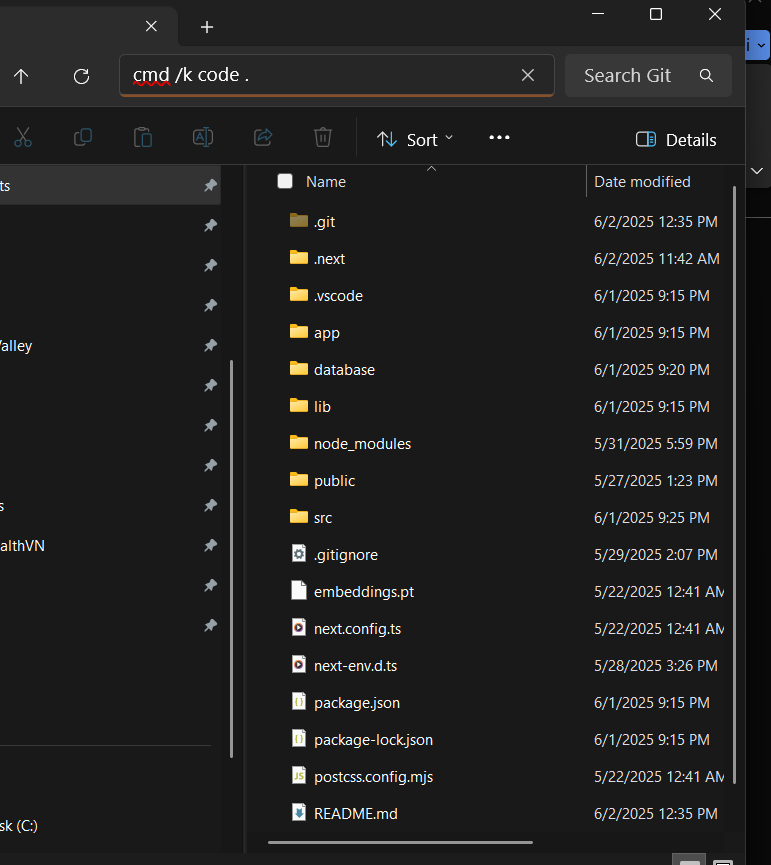 cmd /k code .
Search Git
Sort
Details
ts
alley
s
althVN
sk (C:)
Name Date modified
.git 6/2/2025 12:35 PM
.next 6/2/2025 11:42 AM
.vscode 6/1/2025 9:15 PM
app 6/1/2025 9:15 PM
database 6/1/2025 9:20 PM
lib 6/1/2025 9:15 PM
node_modules 5/31/2025 5:59 PM
public 5/27/2025 1:23 PM
src 6/1/2025 9:25 PM
.gitignore 5/29/2025 2:07 PM
embeddings.pt 5/22/2025 12:41 AM
next.config.ts 5/22/2025 12:41 AM
next-env.d.ts 5/28/2025 3:26 PM
package.json 6/1/2025 9:15 PM
package-lock.json 6/1/2025 9:15 PM
postcss.config.mjs 5/22/2025 12:41 AM
README.md 6/2/2025 12:35 PM